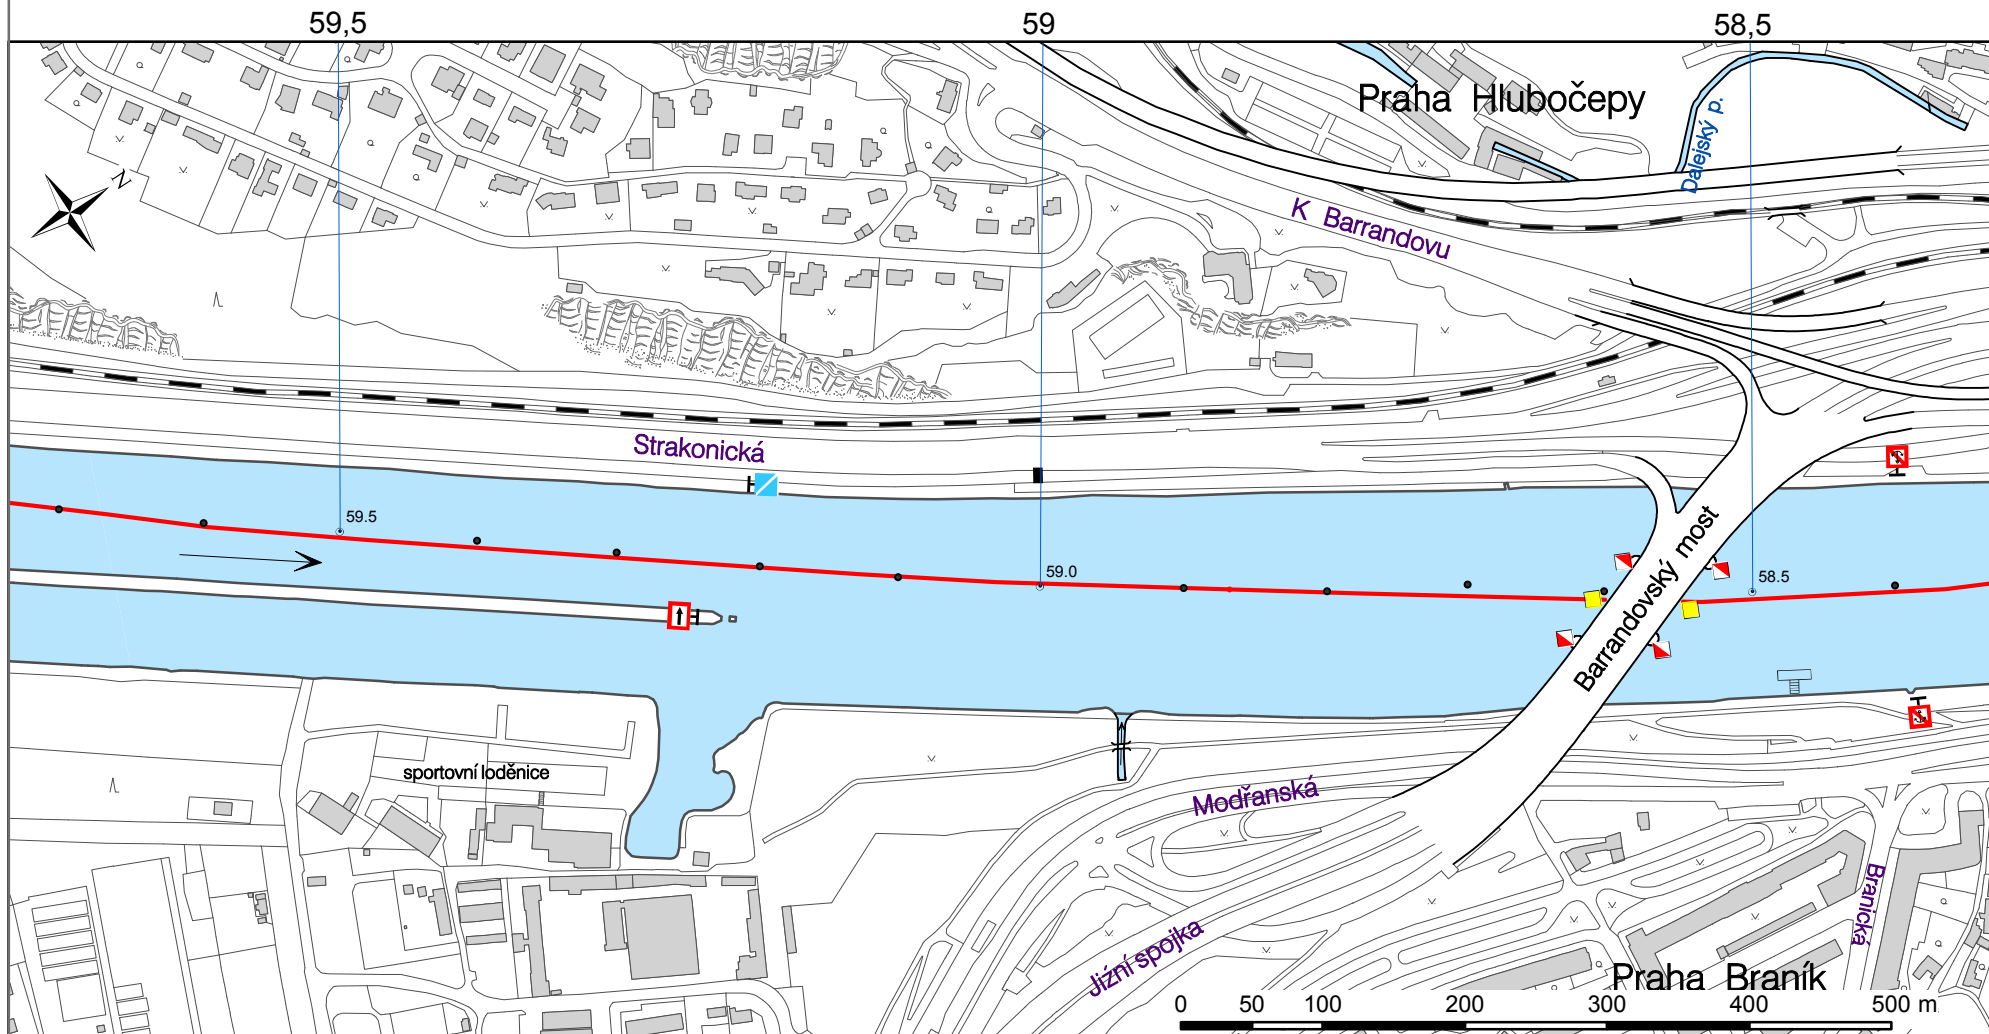 59,5
59
58,5
Praha Hlubočepy
Dalejský p.
N
K Barrandovu
Strakonická
59.5
59.0
58.5
Barrandovský most
sportovní loděnice
Modřanská
Jižní spojka
Branická
Praha Braník
0 50 100 200 300 400 500 m